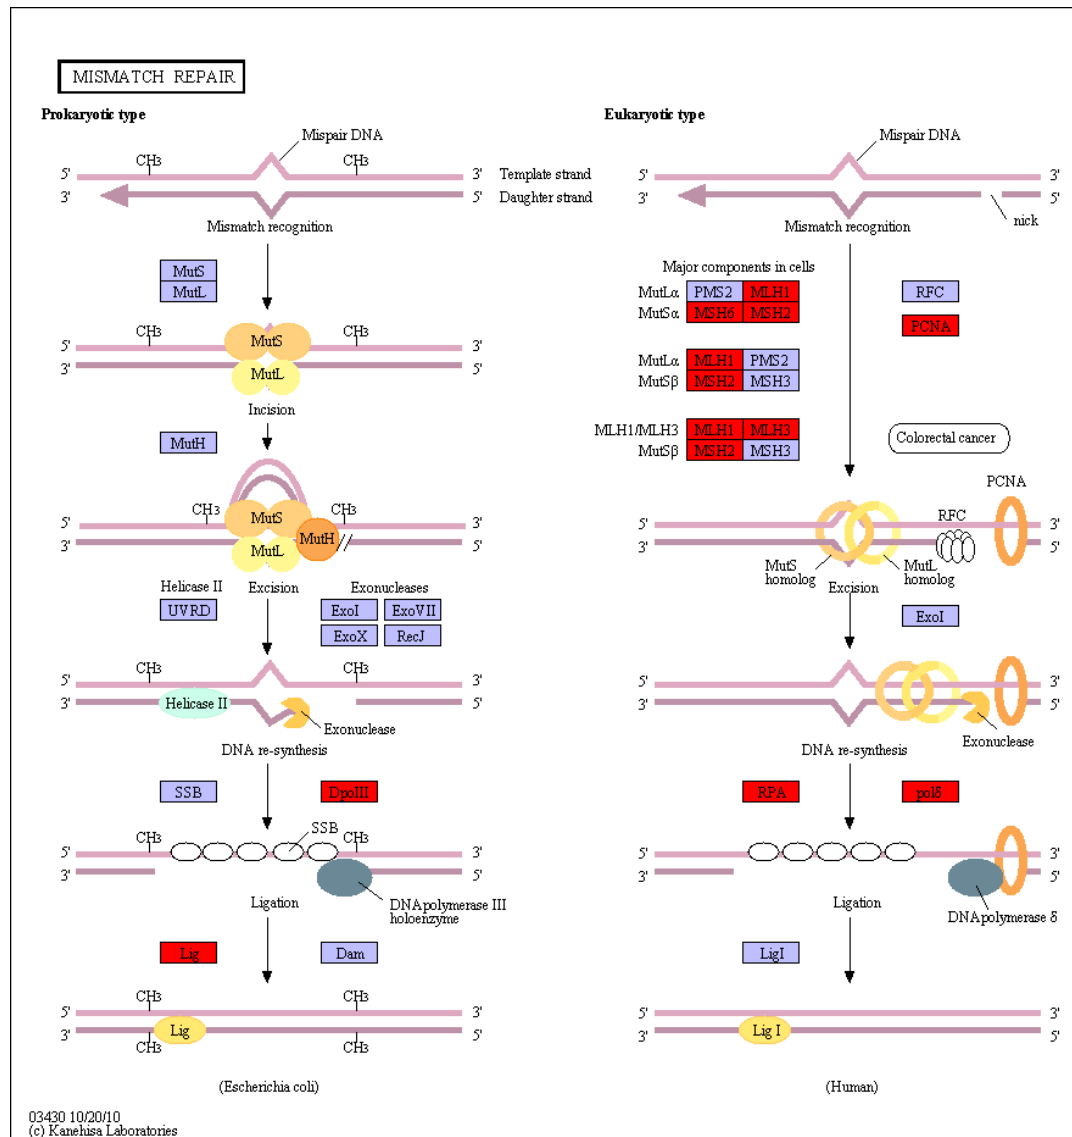 MISMATCH REPAIR
Prokaryotic type
Mispair DNA
CH3
CH3
5'
3'
Template strand
3'
5'
Daughter strand
Mismatch recognition
MutS
MutL
CH3
CH3
5'
3'
MutS
3'
5'
MutL
Incision
MutH
CH3
CH3
5'
3'
MutS
MutH
3'
5'
MutL
Helicase II
Excision
Exonucleases
UVRD
ExoI
ExoVII
ExoX
RecJ
CH3
CH3
5'
3'
3'
5'
Helicase II
Exonuclease
DNA re-synthesis
SSB
DpolIII
SSB
CH3
CH3
5'
3'
3'
5'
DNA polymerase III
holoenzyme
Ligation
Lig
Dam
CH3
CH3
5'
3'
3'
5'
Lig
CH3
CH3
(Escherichia coli)
Eukaryotic type
Mispair DNA
5'
3'
3'
5'
nick
Mismatch recognition
Major components in cells
MutLα PMS2 MLH1
MutSα MSH6 MSH2
RFC
PCNA
MutLα MLH1 PMS2
MutSβ MSH2 MSH3
MLH1/MLH3 MLH1 MLH3
MutSβ MSH2 MSH3
Colorectal cancer
PCNA
RFC
5'
3'
3'
5'
MutS
homolog
MutL
homolog
Excision
ExoI
5'
3'
3'
5'
Exonuclease
DNA re-synthesis
RPA
polδ
5'
3'
3'
5'
Ligation
DNA polymerase δ
LigI
5'
3'
3'
5'
Lig I
(Human)
03430 10/20/10
(c) Kanehisa Laboratories